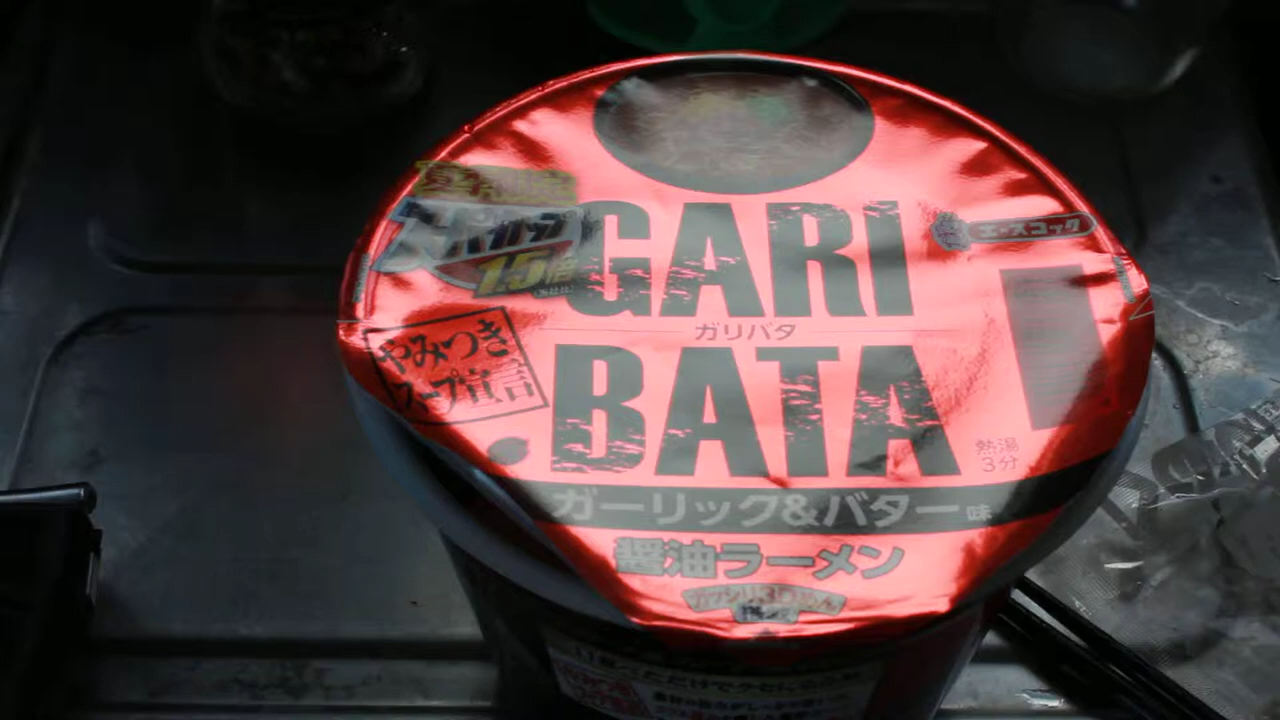 スーパーカップ
1.5倍
GARI
エースコック
ガリバタ
やみつき
スープ宣言
BATA
熱湯
3分
ガーリック&バター味
醤油ラーメン